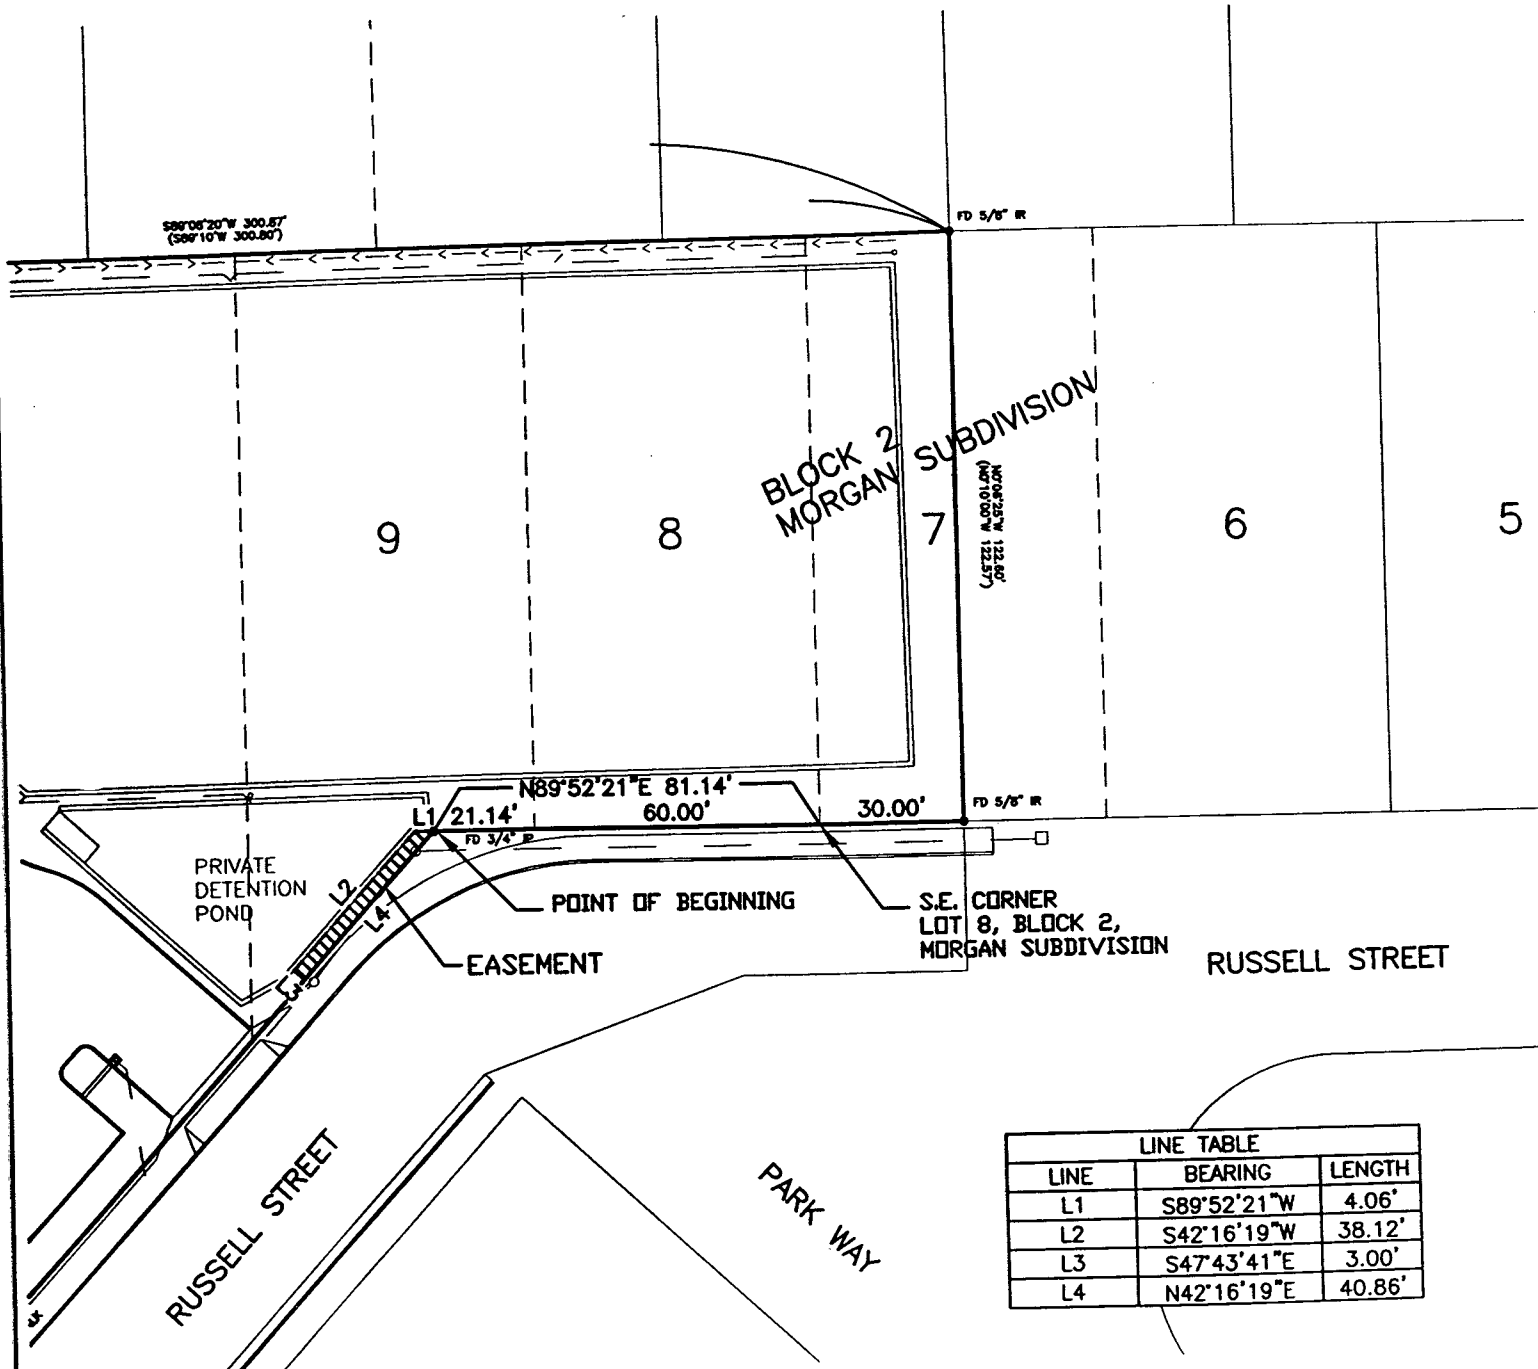 FD 5/8" IR
S89°08'20"W 300.87'
(S89°10'W 300.80')
BLOCK 2
MORGAN SUBDIVISION
N0°08'25"W 122.60'
(N0°10'00"W 122.57')
9
8
7
6
5
N89°52'21"E 81.14'
L1
21.14'
60.00'
30.00'
FD 5/8" IR
FD 3/4" IP
PRIVATE
DETENTION
POND
L2
L4
L3
POINT OF BEGINNING
EASEMENT
S.E. CORNER
LOT 8, BLOCK 2,
MORGAN SUBDIVISION
RUSSELL STREET
RUSSELL STREET
PARK WAY
LINE TABLE
LINE BEARING LENGTH
L1 S89°52'21"W 4.06'
L2 S42°16'19"W 38.12'
L3 S47°43'41"E 3.00'
L4 N42°16'19"E 40.86'